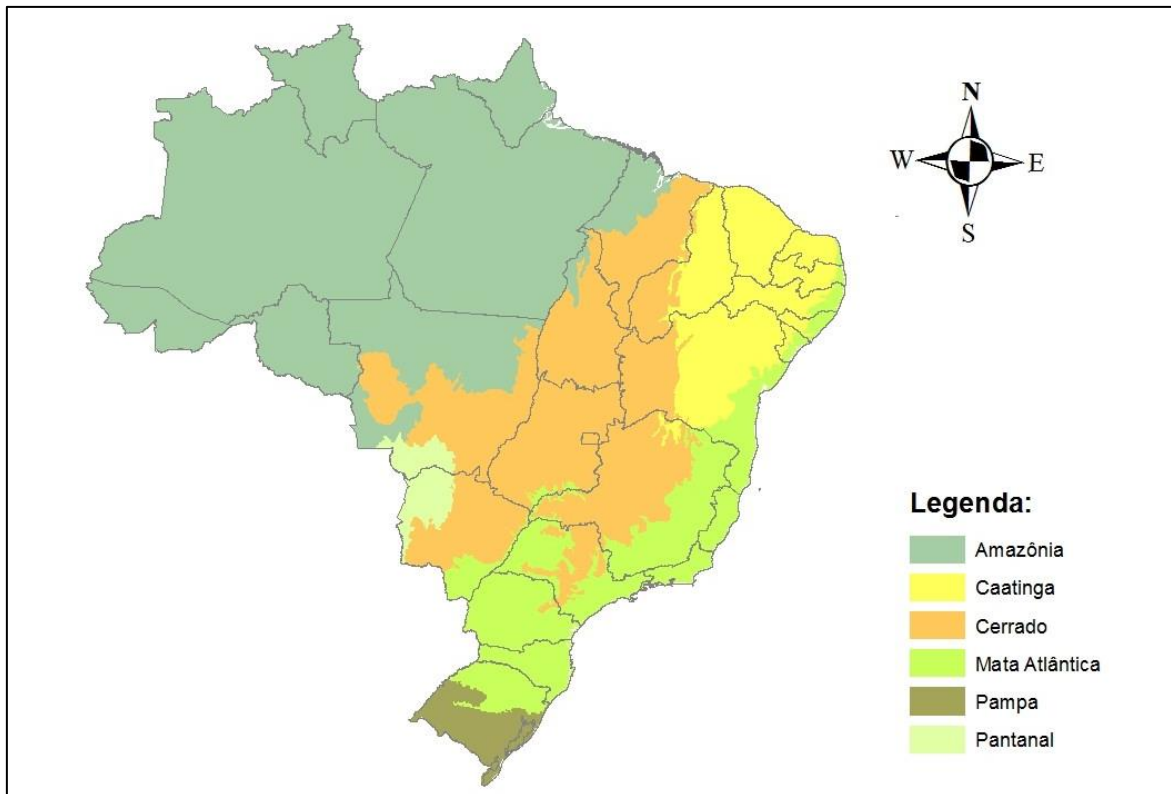 N
W E
S
Legenda:
Amazônia
Caatinga
Cerrado
Mata Atlântica
Pampa
Pantanal